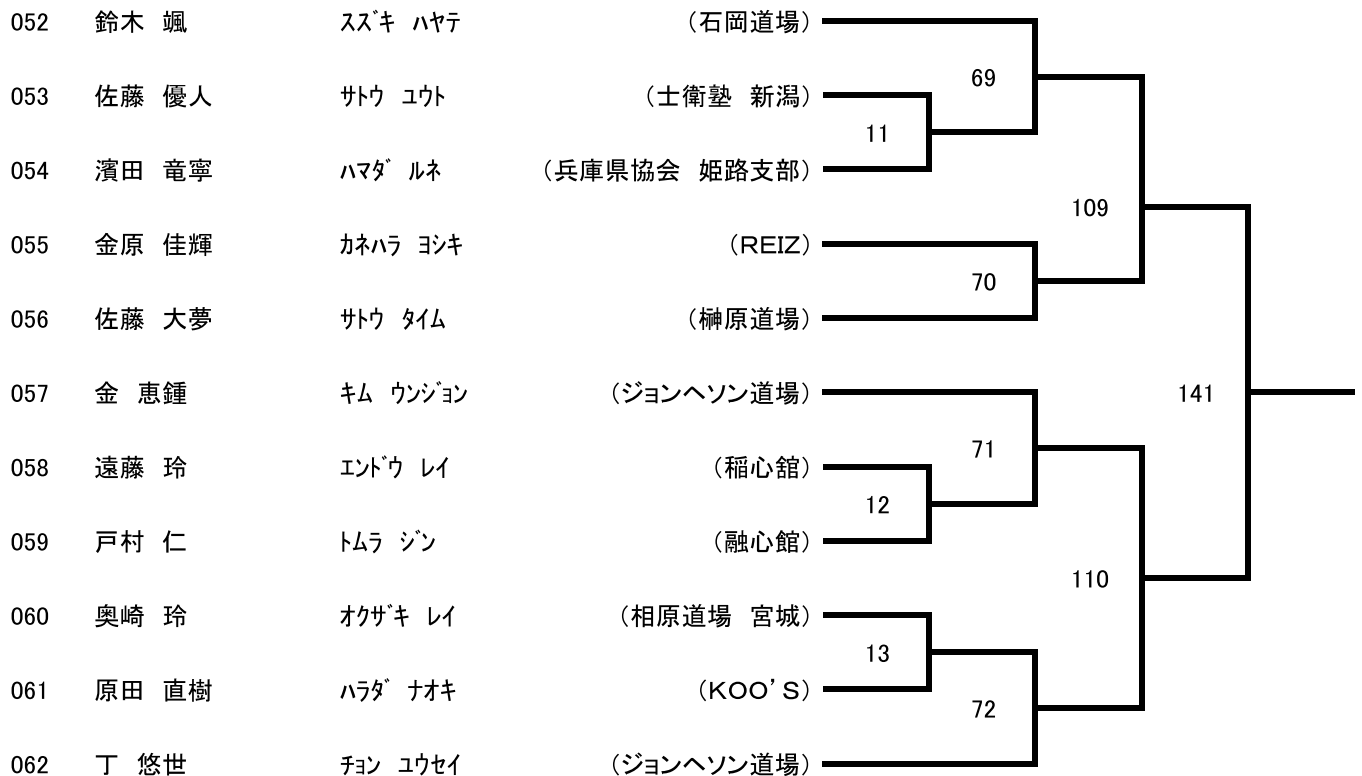 052 鈴木 颯 ｽｽﾞｷ ﾊﾔﾃ (石岡道場)
69
053 佐藤 優人 ｻﾄｳ ﾕｳﾄ (士衛塾 新潟)
11
054 濱田 竜寧 ﾊﾏﾀﾞ ﾙﾈ (兵庫県協会 姫路支部)
109
055 金原 佳輝 ｶﾈﾊﾗ ﾖｼｷ (ＲＥＩＺ)
70
056 佐藤 大夢 ｻﾄｳ ﾀｲﾑ (榊原道場)
057 金 恵鍾 ｷﾑ ｳﾝｼﾞｮﾝ (ジョンヘソン道場)
141
71
058 遠藤 玲 ｴﾝﾄﾞｳ ﾚｲ (稲心舘)
12
059 戸村 仁 ﾄﾑﾗ ｼﾞﾝ (融心館)
110
060 奥崎 玲 ｵｸｻﾞｷ ﾚｲ (相原道場 宮城)
13
061 原田 直樹 ﾊﾗﾀﾞ ﾅｵｷ (ＫＯＯ’Ｓ)
72
062 丁 悠世 ﾁｮﾝ ﾕｳｾｲ (ジョンヘソン道場)